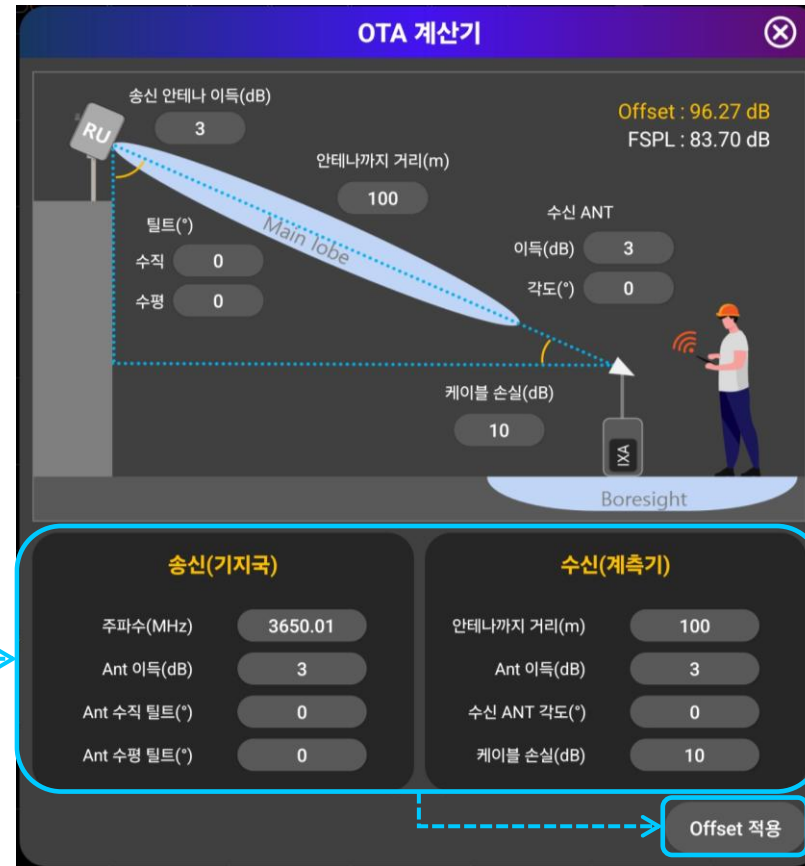 OTA 계산기
송신 안테나 이득(dB)
RU
3
Offset : 96.27 dB
FSPL : 83.70 dB
안테나까지 거리(m)
100
Main lobe
틸트(°)
수직 0
수평 0
수신 ANT
이득(dB) 3
각도(°) 0
케이블 손실(dB)
10
IXA
Boresight
송신(기지국)
주파수(MHz) 3650.01
Ant 이득(dB) 3
Ant 수직 틸트(°) 0
Ant 수평 틸트(°) 0
수신(계측기)
안테나까지 거리(m) 100
Ant 이득(dB) 3
수신 ANT 각도(°) 0
케이블 손실(dB) 10
Offset 적용